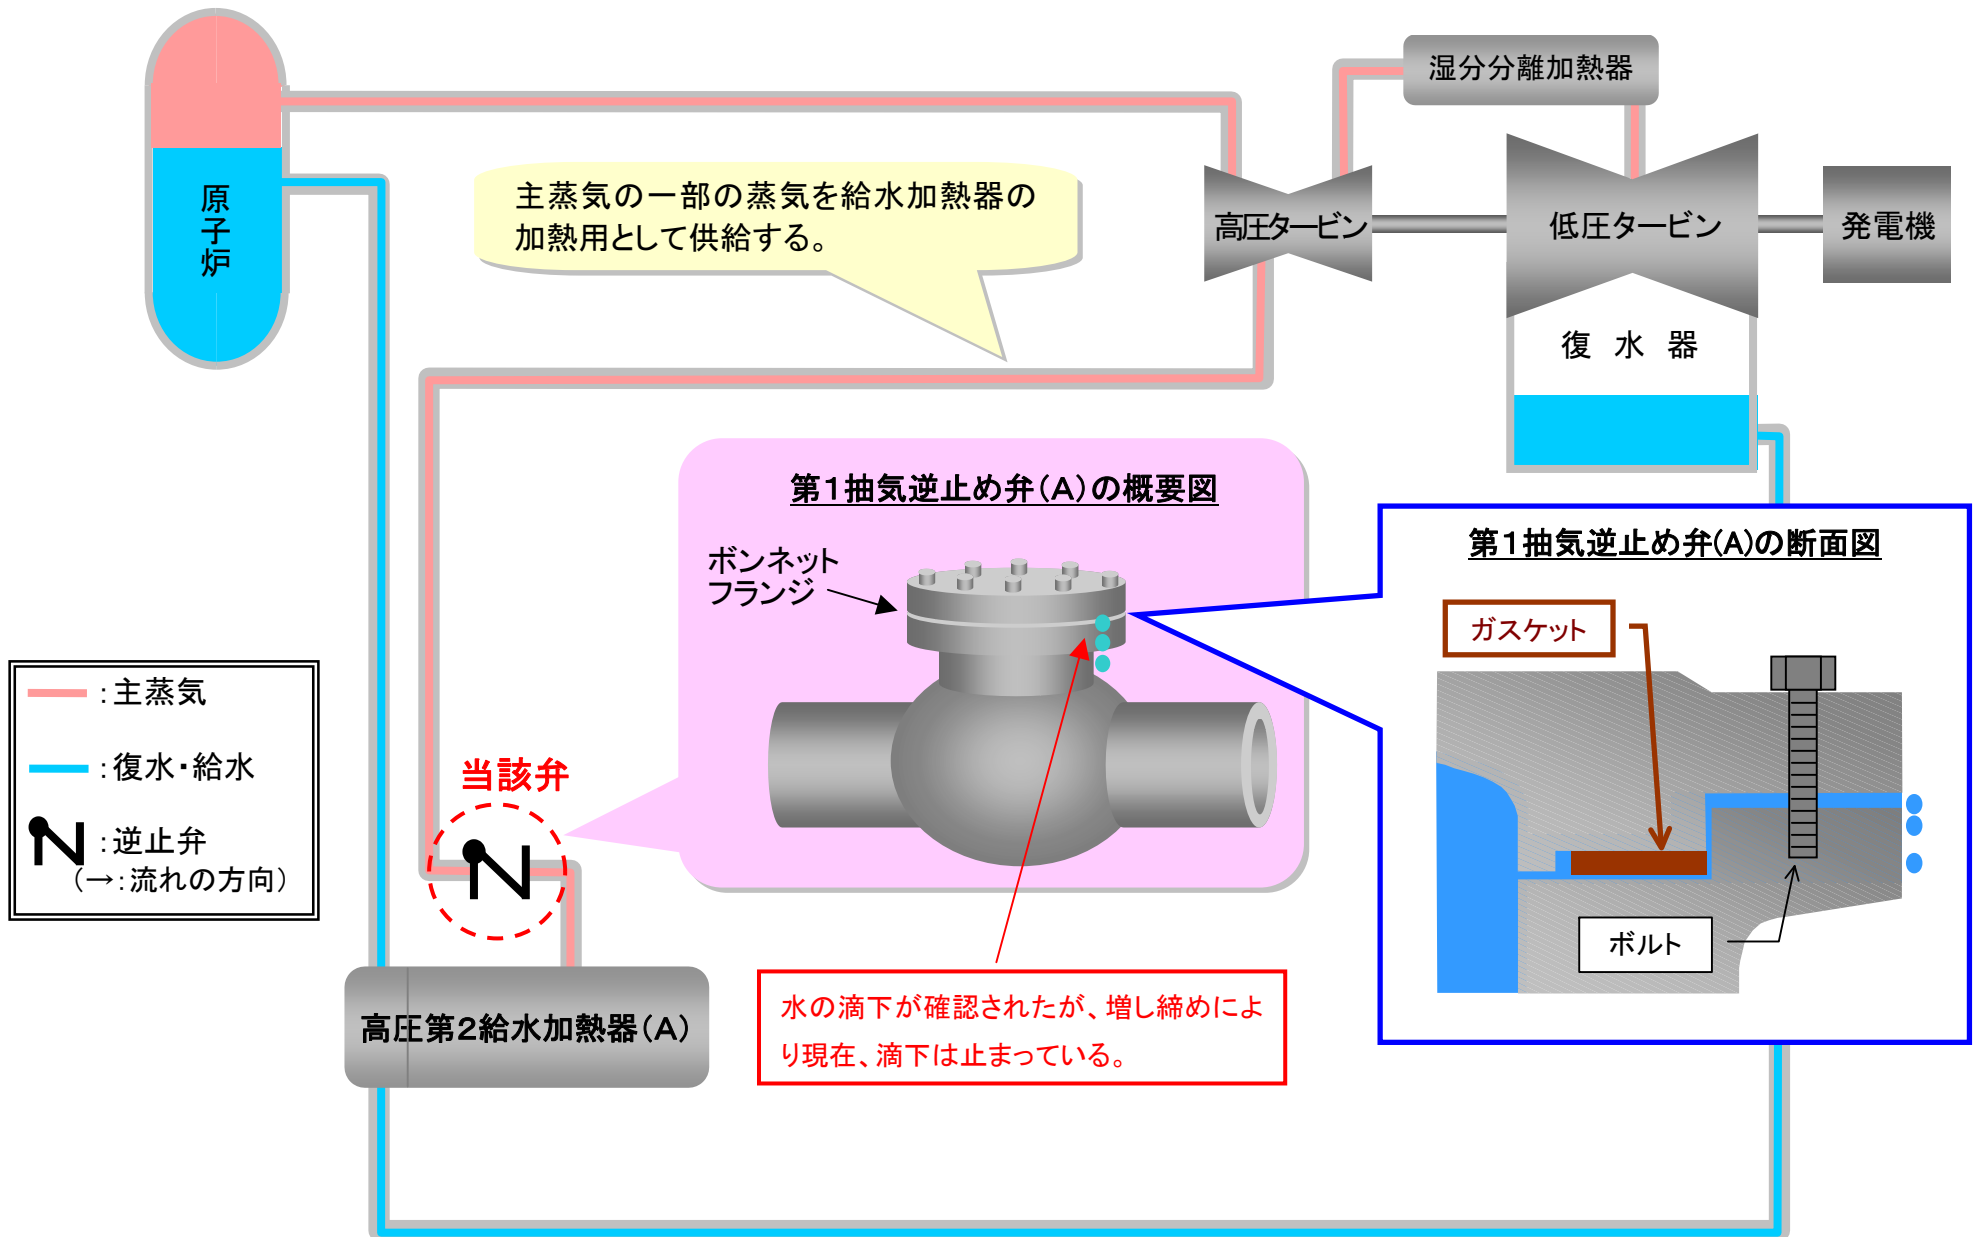 湿分分離加熱器
原子炉
主蒸気の一部の蒸気を給水加熱器の
加熱用として供給する。
高圧タービン
低圧タービン
発電機
復 水 器
第1抽気逆止め弁(A)の概要図
ボンネット
フランジ
第1抽気逆止め弁(A)の断面図
ガスケット
:主蒸気
:復水・給水
:逆止弁
(→:流れの方向)
当該弁
ボルト
高圧第2給水加熱器(A)
水の滴下が確認されたが、増し締めによ
り現在、滴下は止まっている。